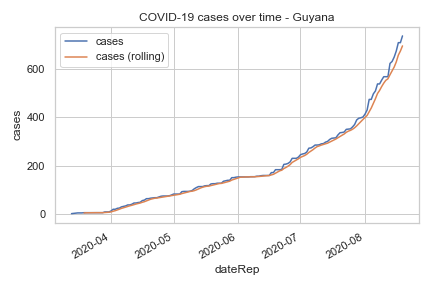 COVID-19 cases over time - Guyana
cases
cases (rolling)
600
400
200
0
cases
2020-04
2020-05
2020-06
2020-07
2020-08
dateRep